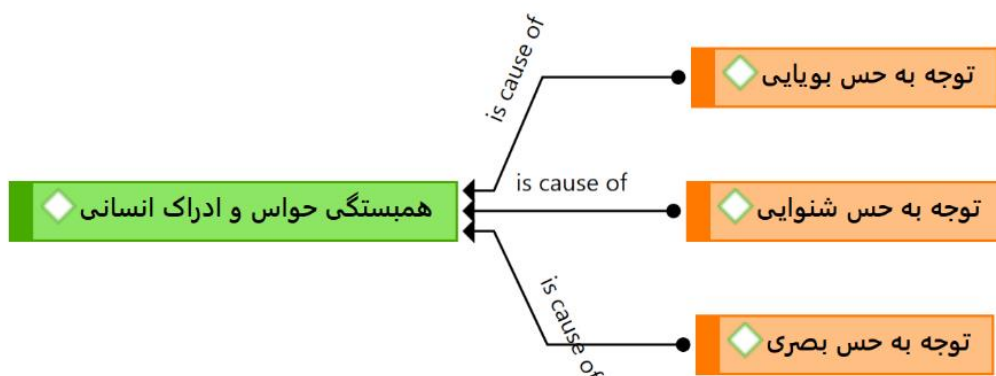 is cause of
توجه به حس بویایی
is cause of
توجه به حس شنوایی
همبستگی حواس و ادراک انسانی
is cause of
توجه به حس بصری